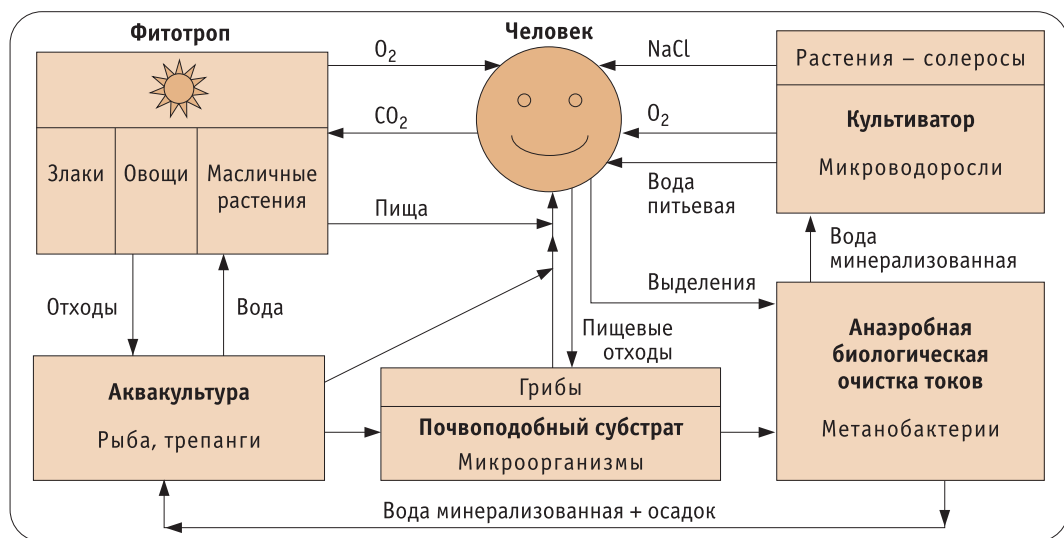 Фитотроп
Человек
O2
NaCl
Растения – солеросы
CO2
O2
Культиватор
Злаки
Овощи
Масличные
растения
Микроводоросли
Вода
питьевая
Пища
Вода
минерализованная
Отходы
Вода
Выделения
Пищевые
отходы
Анаэробная
биологическая
очистка токов
Метанобактерии
Аквакультура
Рыба, трепанги
Грибы
Почвоподобный субстрат
Микроорганизмы
Вода минерализованная + осадок